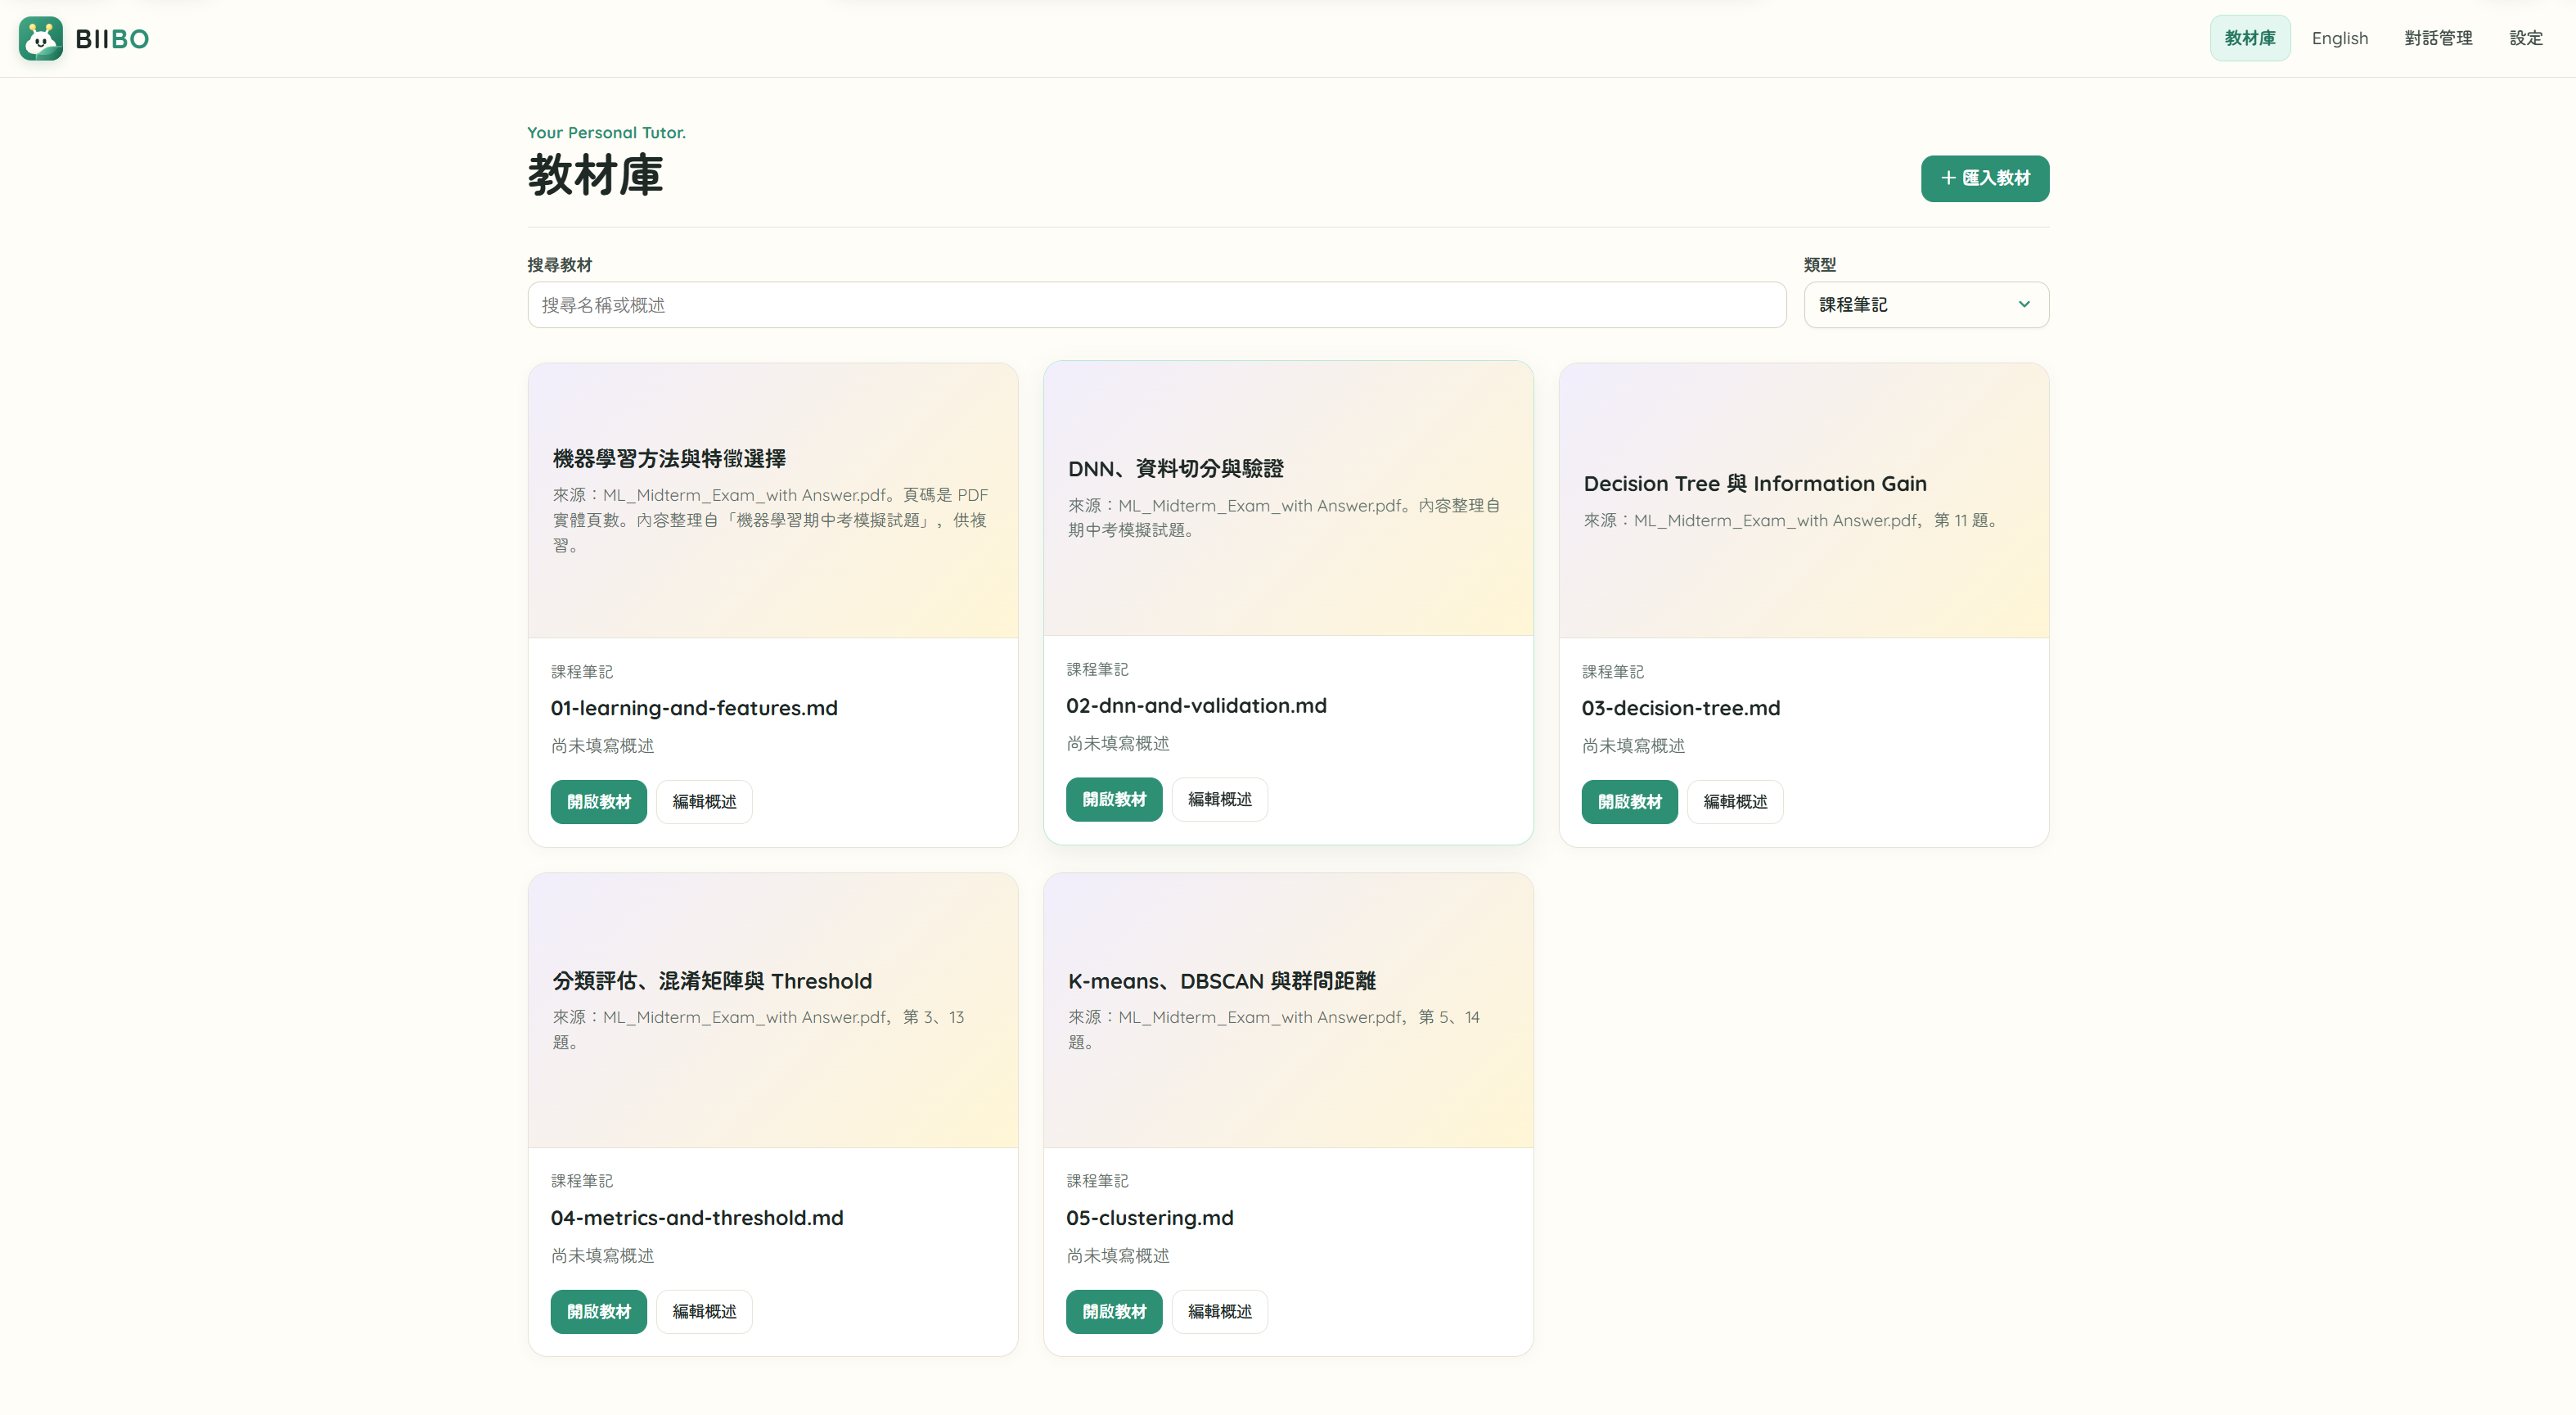 BIIBO
教材庫
English
對話管理
設定
Your Personal Tutor.
教材庫
＋ 匯入教材
搜尋教材
類型
搜尋名稱或概述
課程筆記
機器學習方法與特徵選擇
來源：ML_Midterm_Exam_with Answer.pdf。頁碼是 PDF
實體頁數。內容整理自「機器學習期中考模擬試題」，供複
習。
課程筆記
01-learning-and-features.md
尚未填寫概述
開啟教材
編輯概述
DNN、資料切分與驗證
來源：ML_Midterm_Exam_with Answer.pdf。內容整理自
期中考模擬試題。
課程筆記
02-dnn-and-validation.md
尚未填寫概述
開啟教材
編輯概述
Decision Tree 與 Information Gain
來源：ML_Midterm_Exam_with Answer.pdf，第 11 題。
課程筆記
03-decision-tree.md
尚未填寫概述
開啟教材
編輯概述
分類評估、混淆矩陣與 Threshold
來源：ML_Midterm_Exam_with Answer.pdf，第 3、13
題。
課程筆記
04-metrics-and-threshold.md
尚未填寫概述
開啟教材
編輯概述
K-means、DBSCAN 與群間距離
來源：ML_Midterm_Exam_with Answer.pdf，第 5、14
題。
課程筆記
05-clustering.md
尚未填寫概述
開啟教材
編輯概述